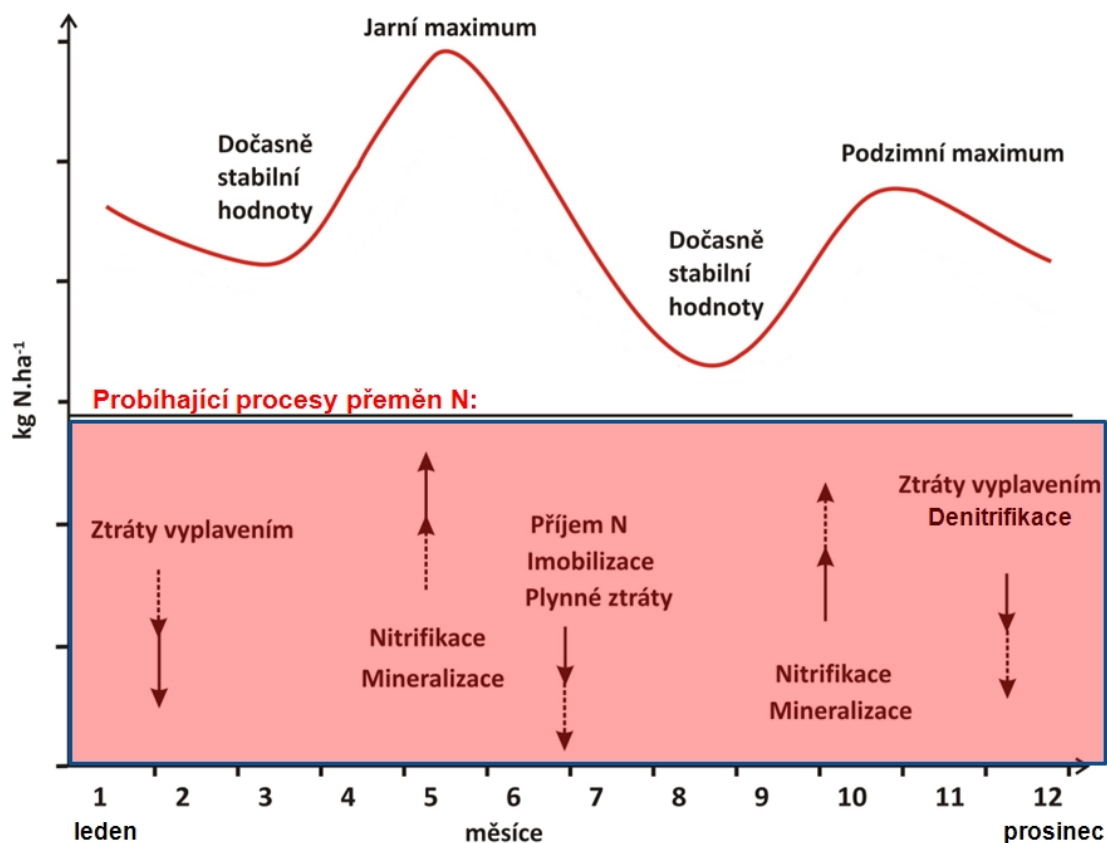 Jarní maximum
Dočasně
stabilní
hodnoty
Podzimní maximum
Dočasně
stabilní
hodnoty
kg N.ha⁻¹
Probíhající procesy přeměn N:
Ztráty vyplavením
Nitrifikace
Mineralizace
Příjem N
Imobilizace
Plynné ztráty
Nitrifikace
Mineralizace
Ztráty vyplavením
Denitrifikace
1 2 3 4 5 6 7 8 9 10 11 12
leden měsíce prosinec